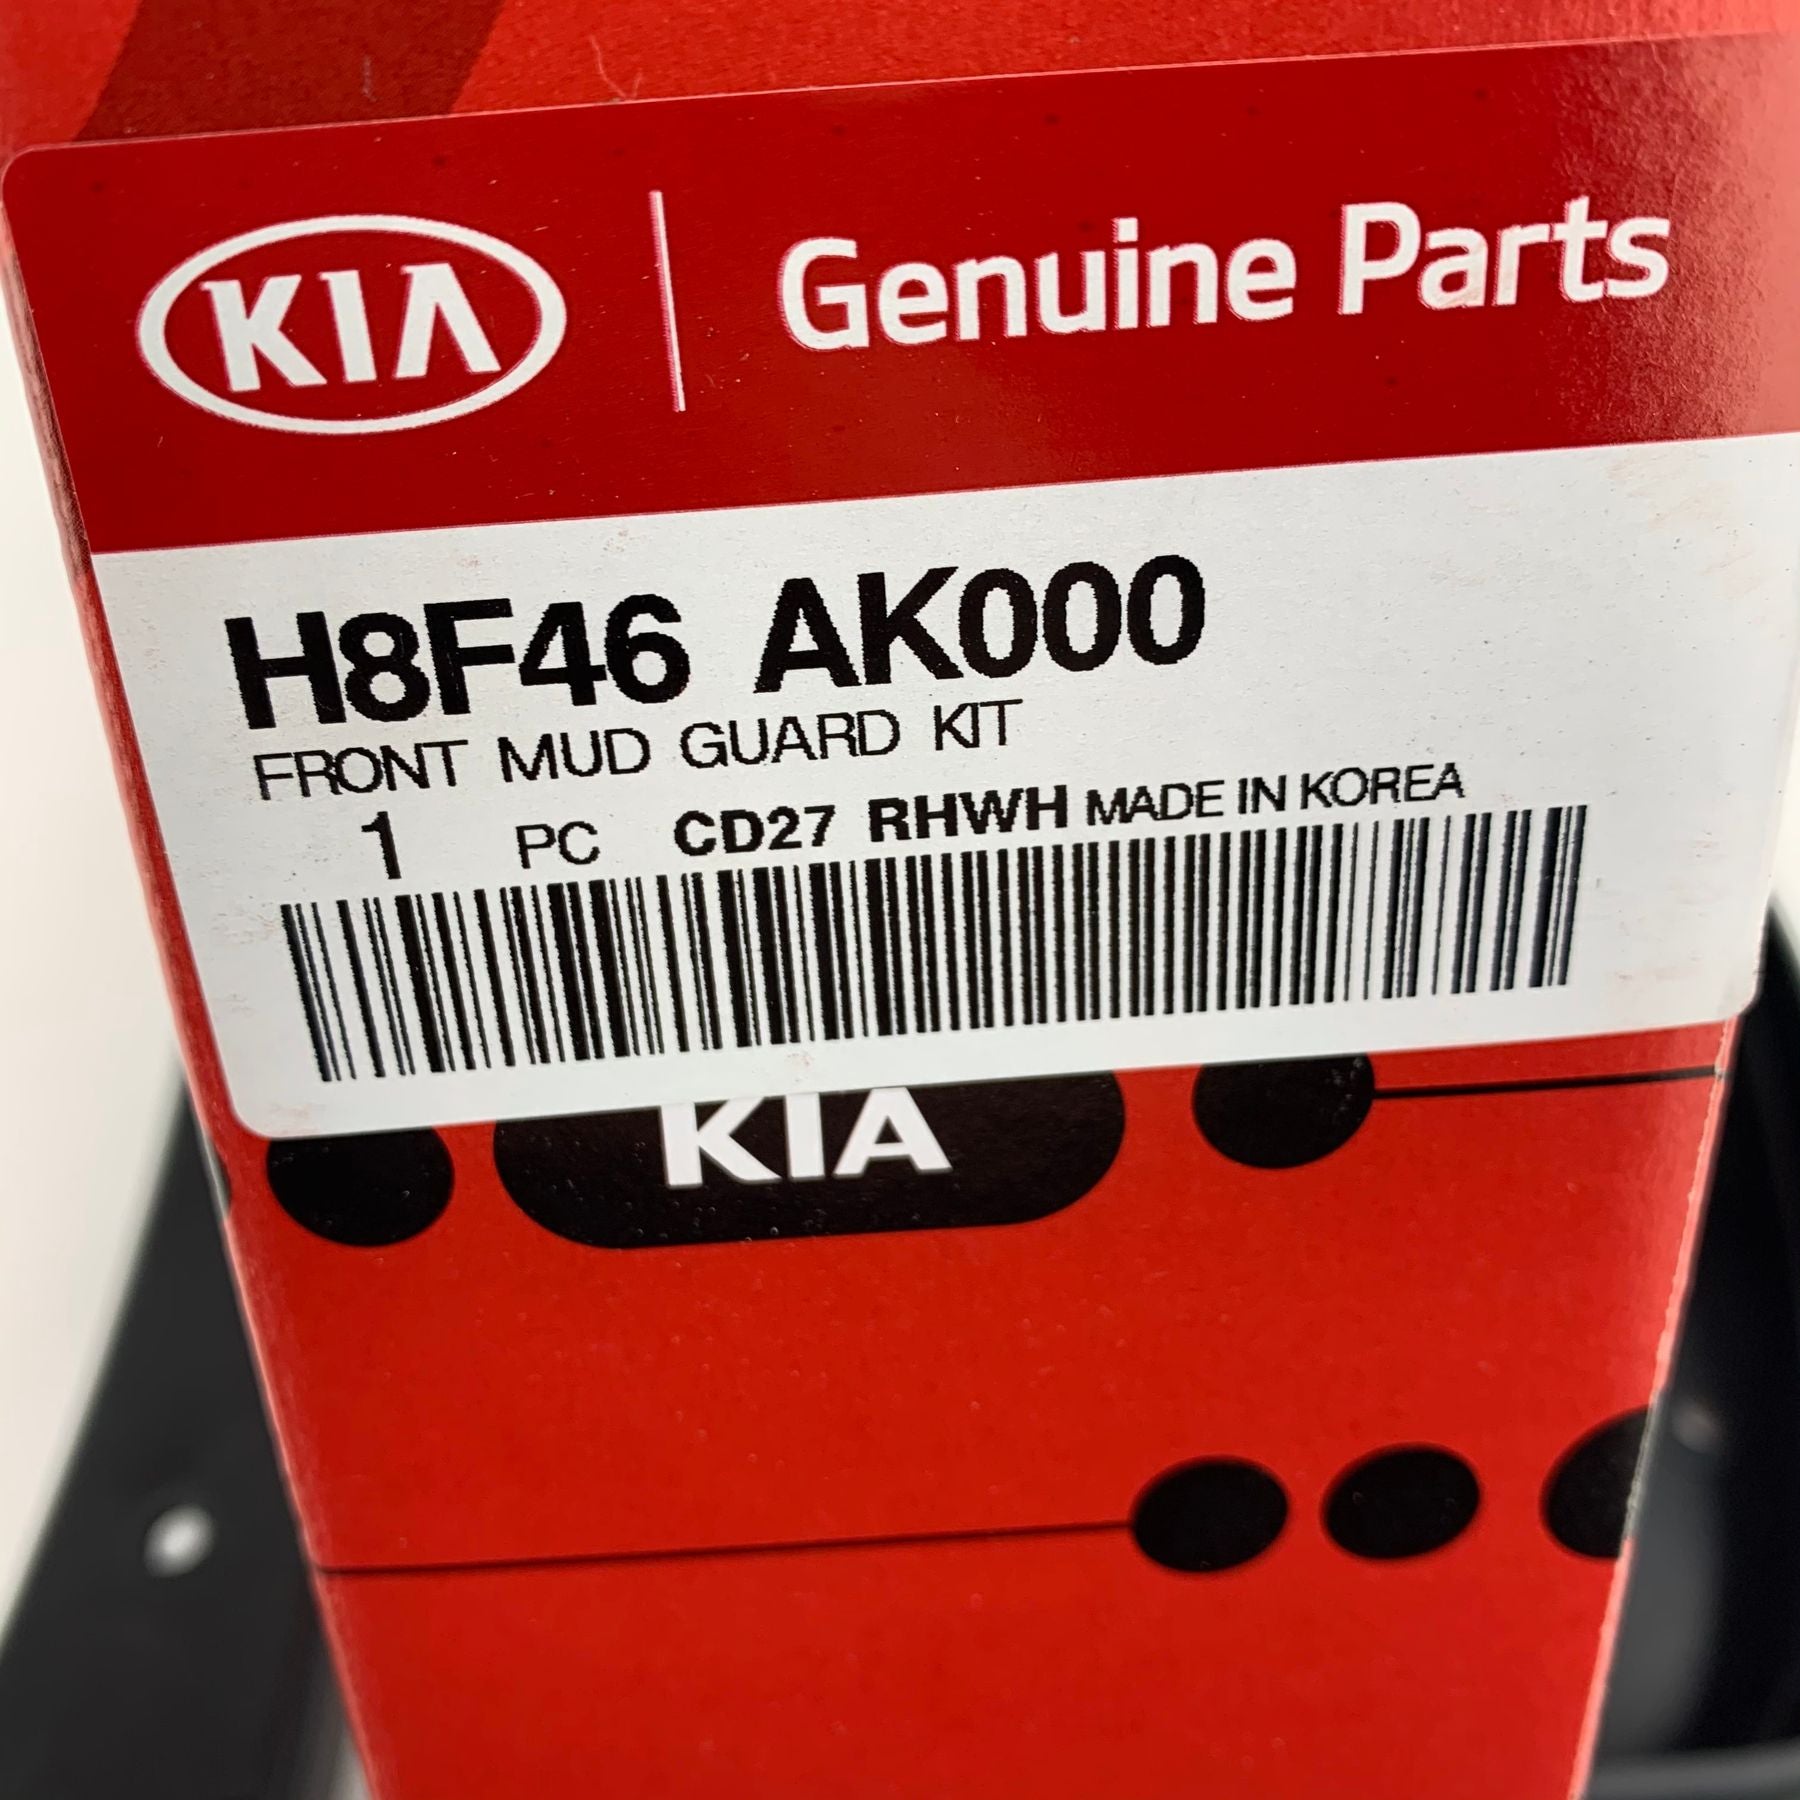 KIA | Genuine Parts
H8F46 AK000
FRONT MUD GUARD KIT
1 PC CD27 RHWH MADE IN KOREA
KIA